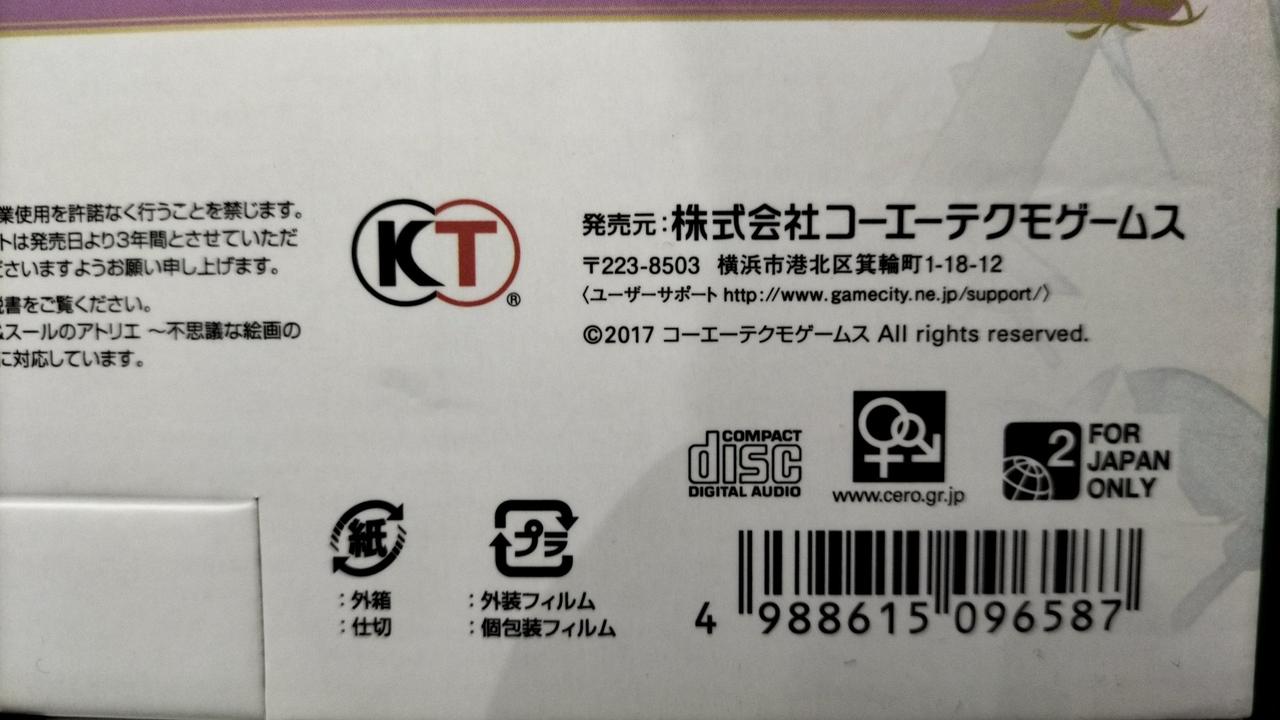 業使用を許諾なく行うことを禁じます。
トは発売日より3年間とさせていただ
ださいますようお願い申し上げます。
説書をご覧ください。
&スールのアトリエ ～不思議な絵画の
に対応しています。
KT®
発売元：株式会社コーエーテクモゲームス
〒223-8503 横浜市港北区箕輪町1-18-12
〈ユーザーサポート http://www.gamecity.ne.jp/support/〉
©2017 コーエーテクモゲームス All rights reserved.
COMPACT
disc
DIGITAL AUDIO
www.cero.gr.jp
2
FOR
JAPAN
ONLY
紙
：外箱
：仕切
プラ
：外装フィルム
：個包装フィルム
4 988615 096587